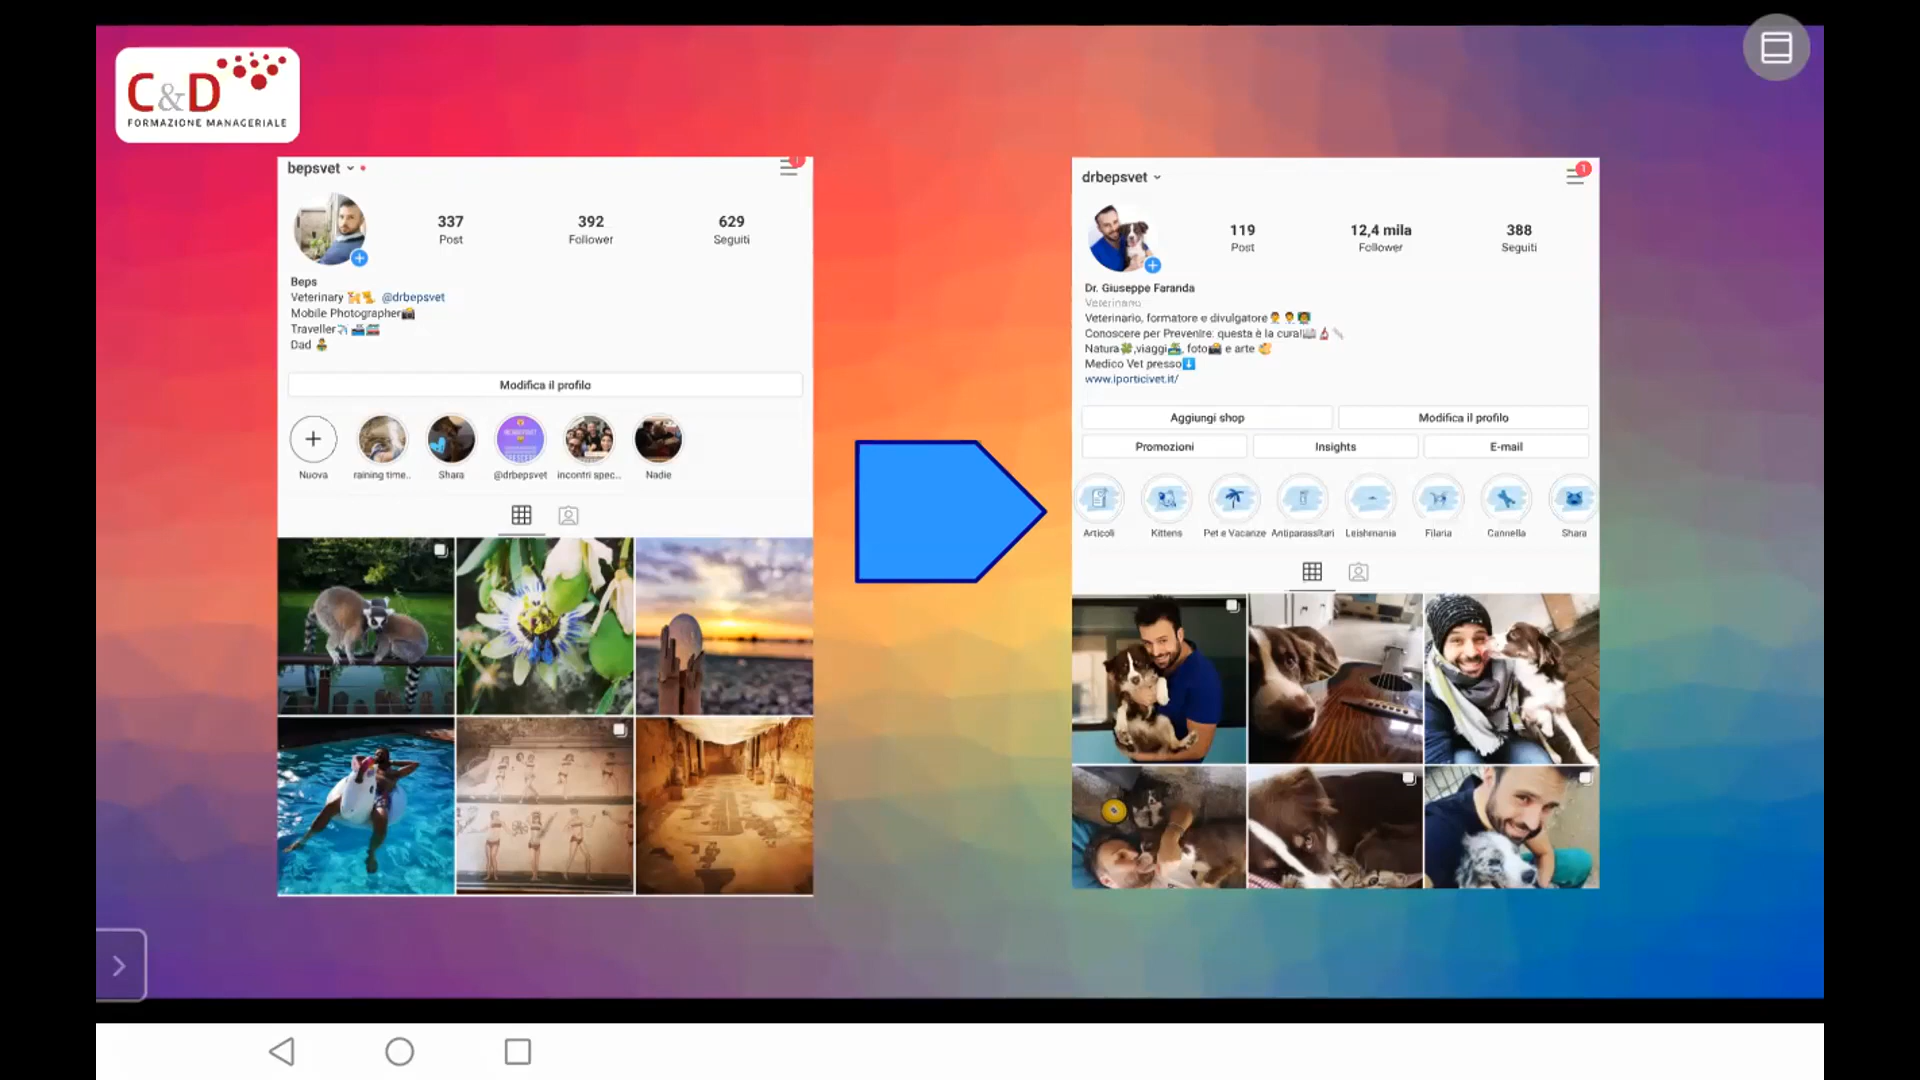 C&D
FORMAZIONE MANAGERIALE
bepsvet
1
337
392
629
Post
Follower
Seguiti
Beps
Veterinary @drbepsvet
Mobile Photographer
Traveller
Dad
Modifica il profilo
Nuova
raining time..
Shara
@drbepsvet
incontri spec...
Nadie
drbepsvet
1
119
12,4 mila
388
Post
Follower
Seguiti
Dr. Giuseppe Faranda
Veterinario
Veterinario, formatore e divulgatore
Conoscere per Prevenire: questa è la cura!
Natura ,viaggi , foto e arte
Medico Vet presso
www.iporticivet.it/
Aggiungi shop
Modifica il profilo
Promozioni
Insights
E-mail
Articoli
Kittens
Pet e Vacanze
Antiparassitari
Leishmania
Filaria
Cannella
Shara